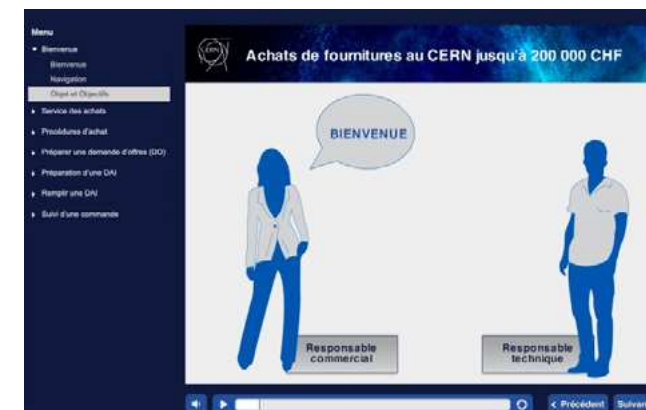 Menu
Bienvenue
Bienvenue
Navigation
Objet et Objectifs
Service des achats
Procédures d'achat
Préparer une demande d'offres (DO)
Préparation d'une DAI
Remplir une DAI
Suivi d'une commande
CERN
Achats de fournitures au CERN jusqu'à 200 000 CHF
BIENVENUE
Responsable
commercial
Responsable
technique
< Précédent
Suivan